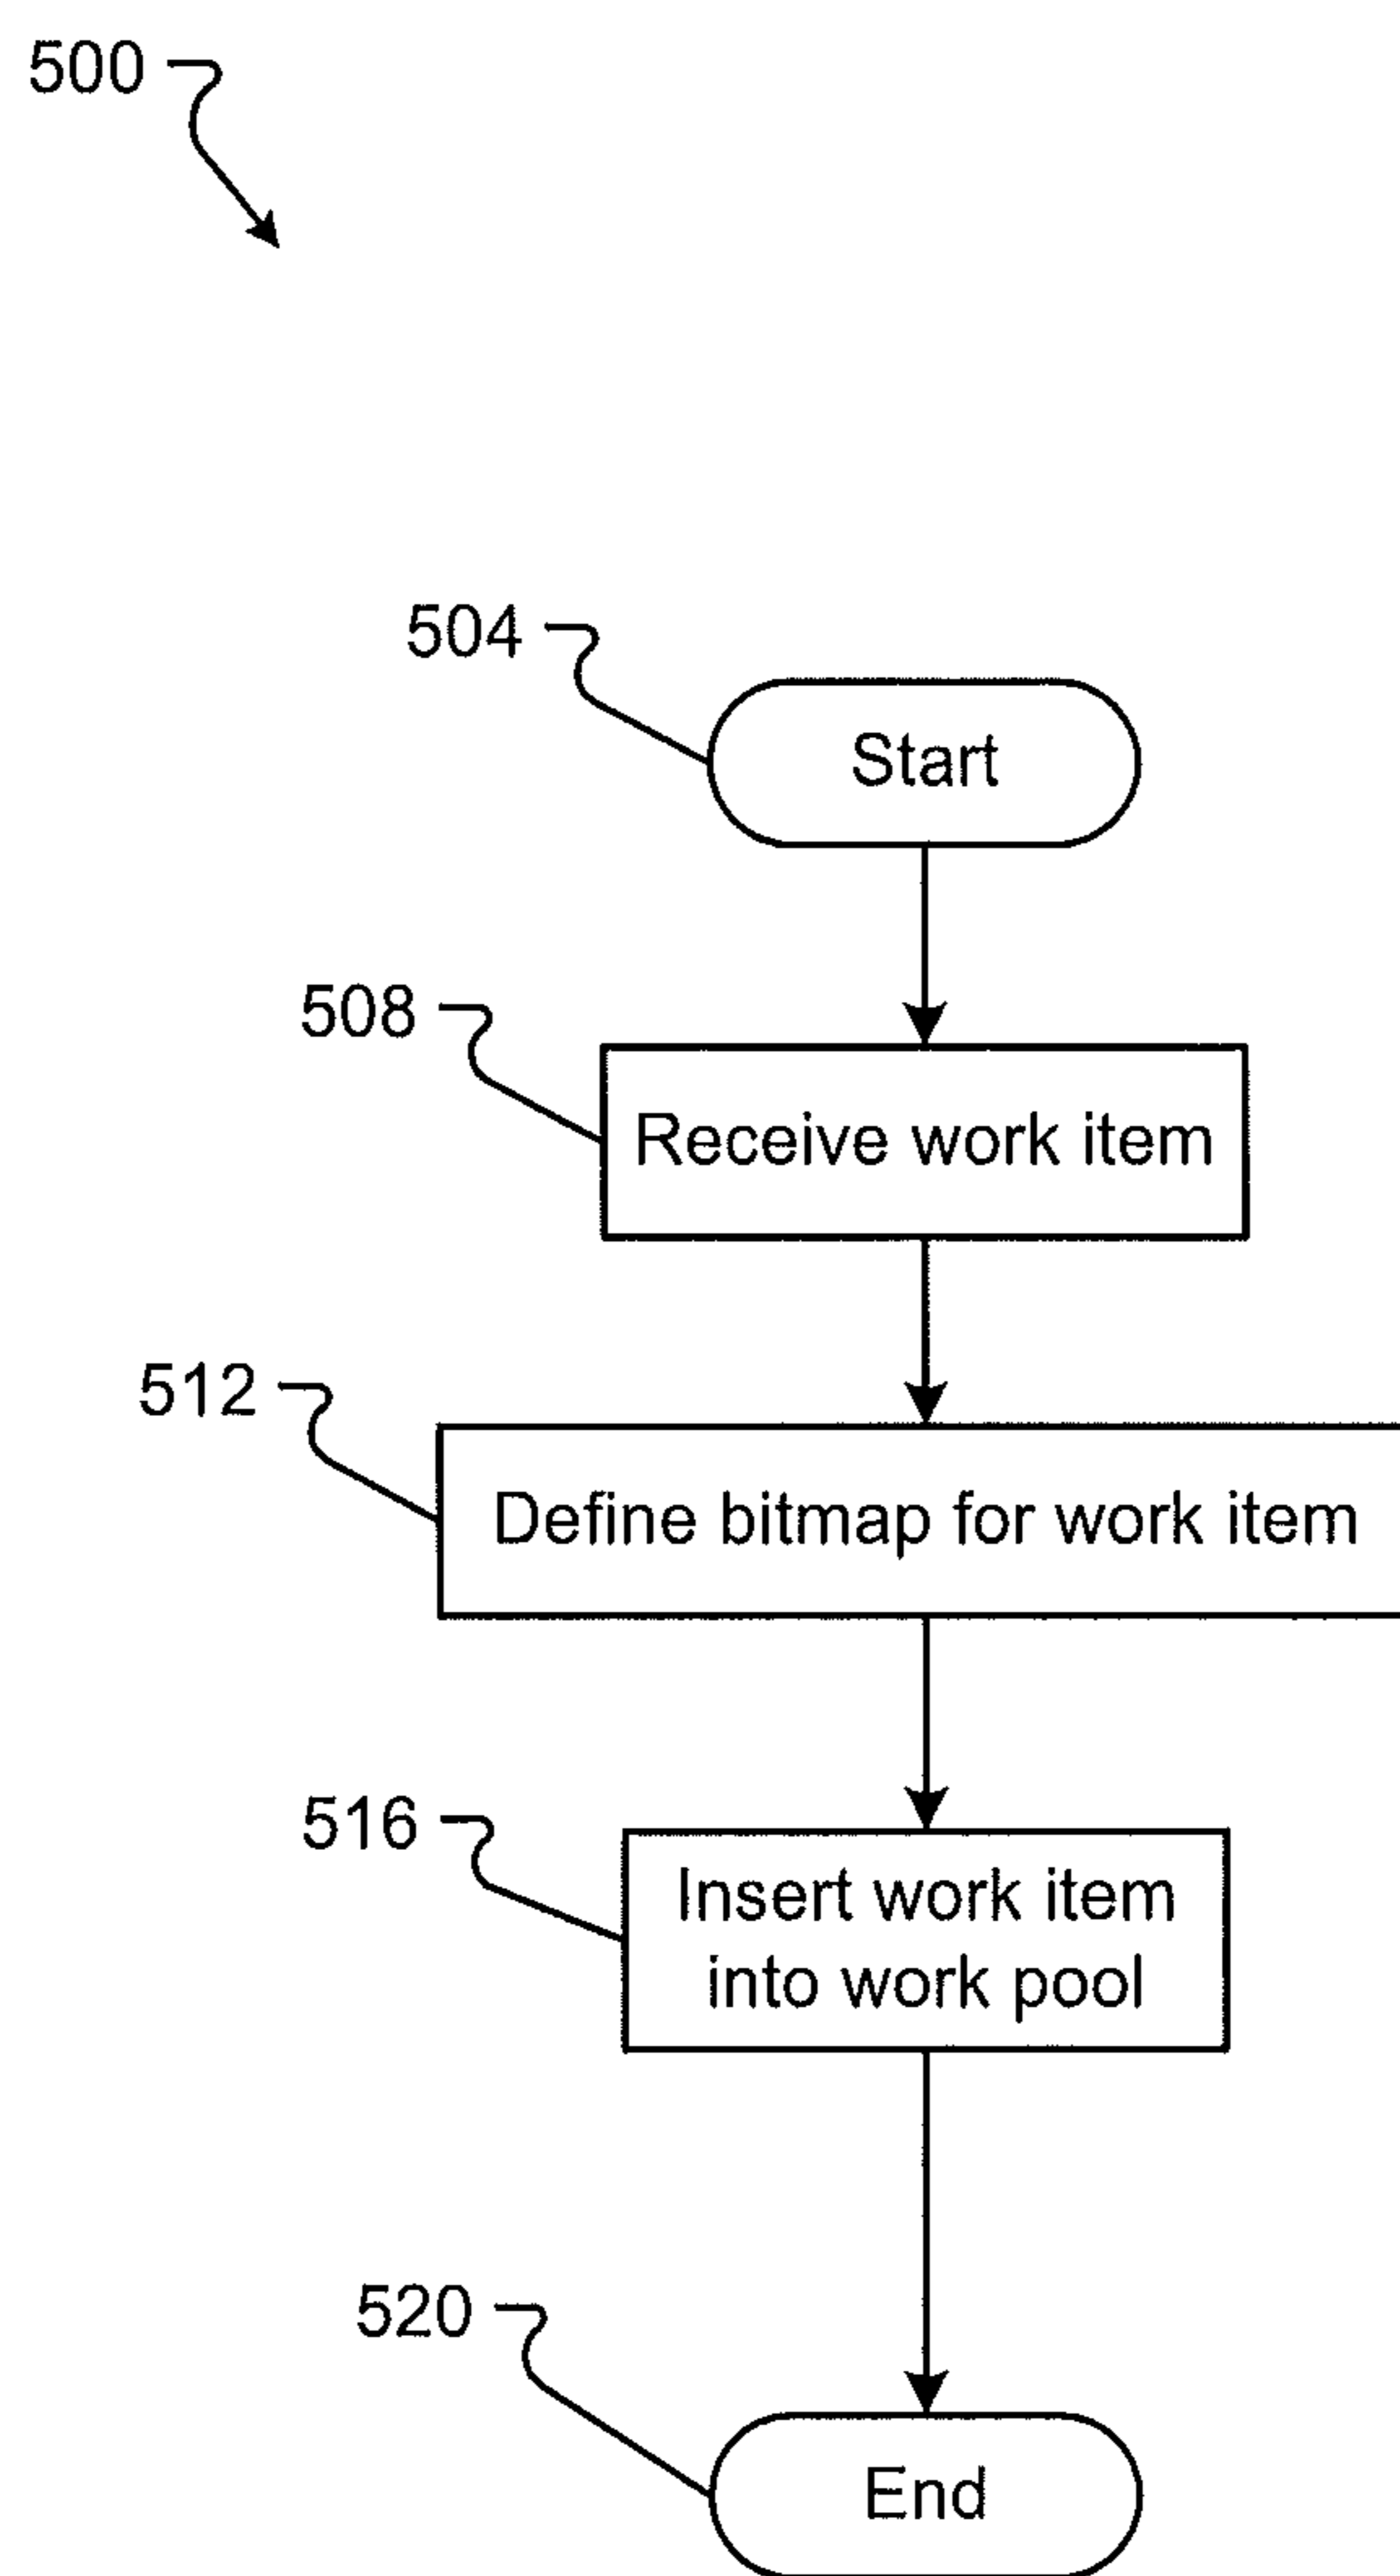 500
504
Start
508
Receive work item
512
Define bitmap for work item
516
Insert work item
into work pool
520
End